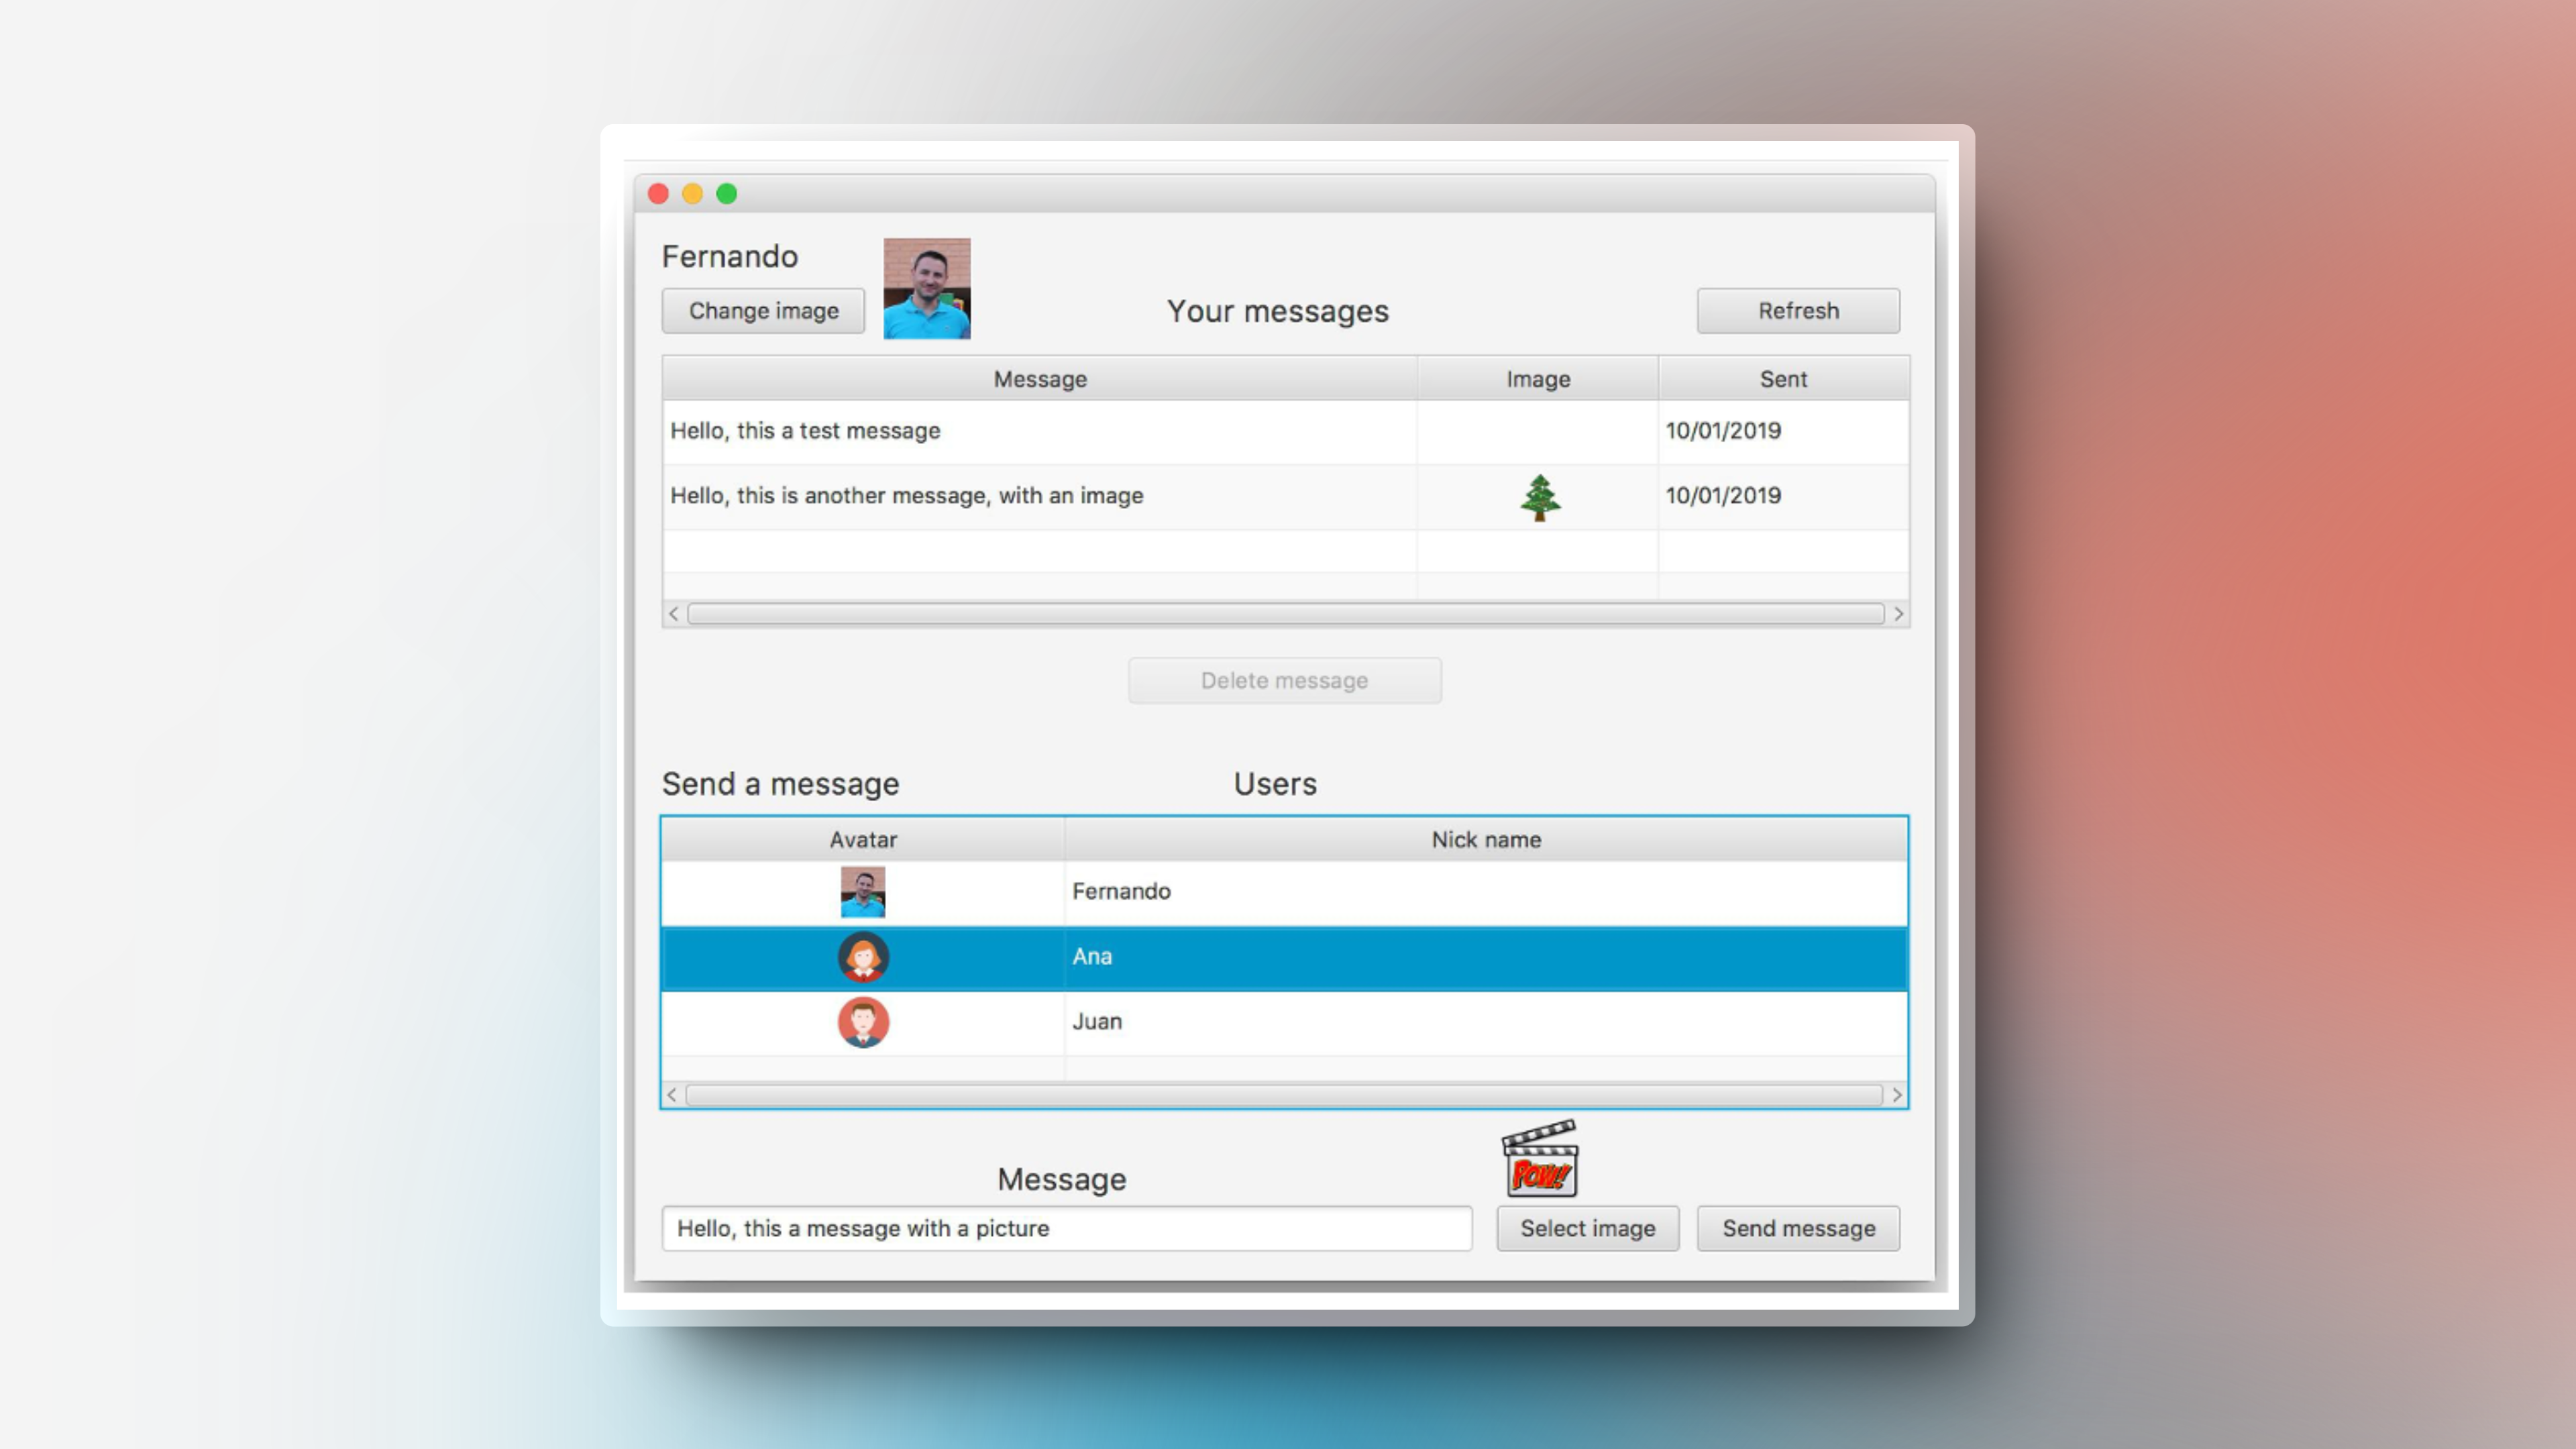 Fernando
Change image
Your messages
Refresh
Message Image Sent
Hello, this a test message 10/01/2019
Hello, this is another message, with an image 10/01/2019
Delete message
Send a message Users
Avatar Nick name
Fernando
Ana
Juan
POW!
Message
Hello, this a message with a picture
Select image
Send message